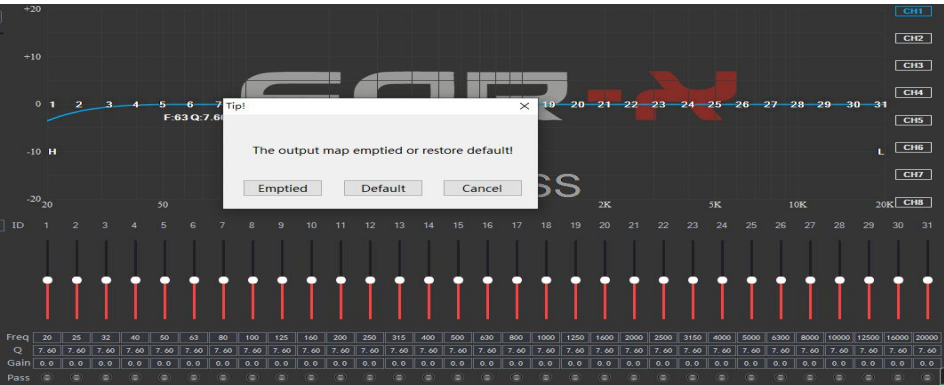 +20
CH1
CH2
+10
CH3
CH4
0 1 2 3 4 5 6 7 19 20 21 22 23 24 25 26 27 28 29 30 31
F:63 Q:7.60
CH5
Tip!
The output map emptied or restore default!
Emptied Default Cancel
-10 H L CH6
CH7
-20 20 50 2K 5K 10K 20K CH8
ID 1 2 3 4 5 6 7 8 9 10 11 12 13 14 15 16 17 18 19 20 21 22 23 24 25 26 27 28 29 30 31
Freq 20 25 32 40 50 63 80 100 125 160 200 250 315 400 500 630 800 1000 1250 1600 2000 2500 3150 4000 5000 6300 8000 10000 12500 16000 20000
Q 7.60 7.60 7.60 7.60 7.60 7.60 7.60 7.60 7.60 7.60 7.60 7.60 7.60 7.60 7.60 7.60 7.60 7.60 7.60 7.60 7.60 7.60 7.60 7.60 7.60 7.60 7.60 7.60 7.60 7.60 7.60
Gain 0.0 0.0 0.0 0.0 0.0 0.0 0.0 0.0 0.0 0.0 0.0 0.0 0.0 0.0 0.0 0.0 0.0 0.0 0.0 0.0 0.0 0.0 0.0 0.0 0.0 0.0 0.0 0.0 0.0 0.0 0.0
Pass